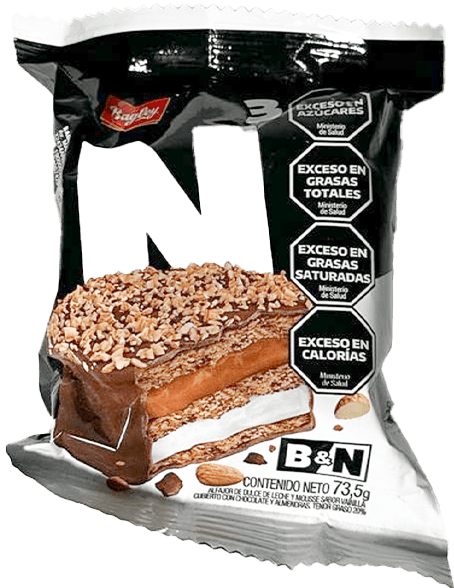 Bagley
3
N
EXCESO EN
AZÚCARES
Ministerio
de Salud
EXCESO EN
GRASAS
TOTALES
Ministerio
de Salud
EXCESO EN
GRASAS
SATURADAS
Ministerio
de Salud
EXCESO EN
CALORÍAS
Ministerio
de Salud
B&N
CONTENIDO NETO 73,5g
ALFAJOR DE DULCE DE LECHE Y MOUSSE SABOR VAINILLA
CUBIERTO CON CHOCOLATE Y ALMENDRAS. TENOR GRASO 20%